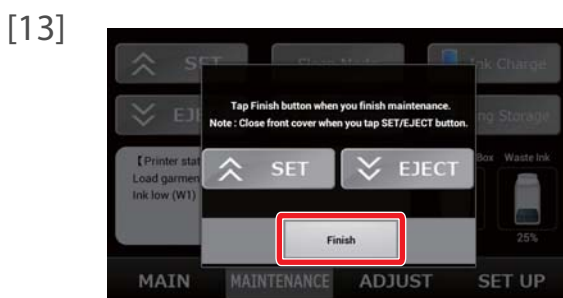 [13]
SET
Ink Charge
Tap Finish button when you finish maintenance.
Note : Close front cover when you tap SET/EJECT button.
EJE
ng Storage
【Printer stat
Load garmen
Ink low (W1)
SET
EJECT
Box
Waste Ink
Finish
25%
MAIN
MAINTENANCE
ADJUST
SET UP